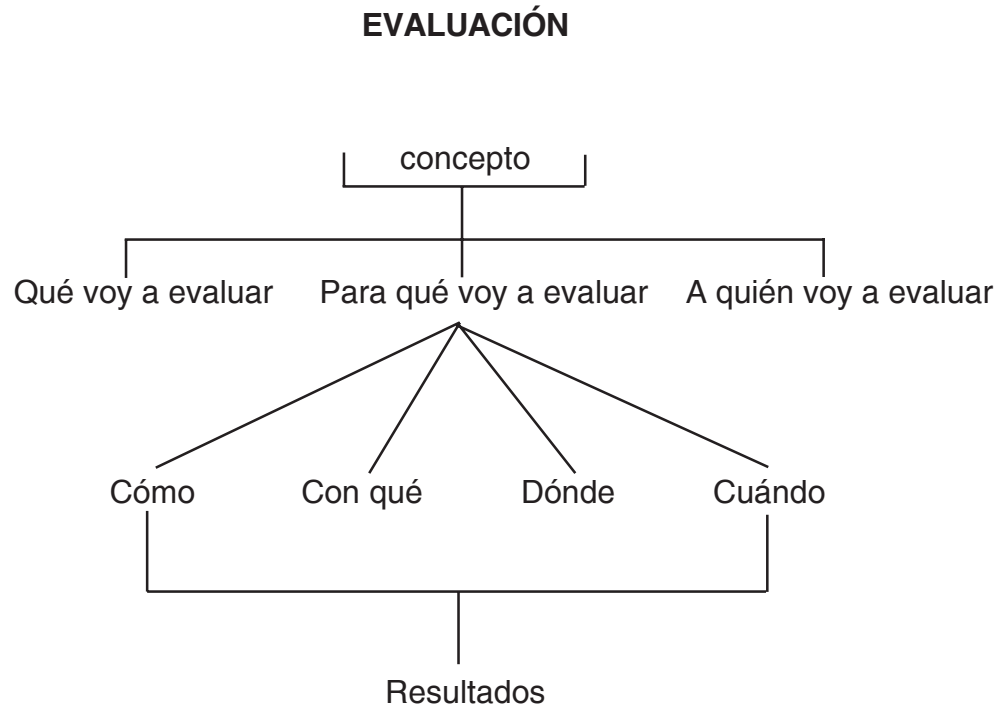 EVALUACIÓN
concepto
Qué voy a evaluar Para qué voy a evaluar A quién voy a evaluar
Cómo Con qué Dónde Cuándo
Resultados